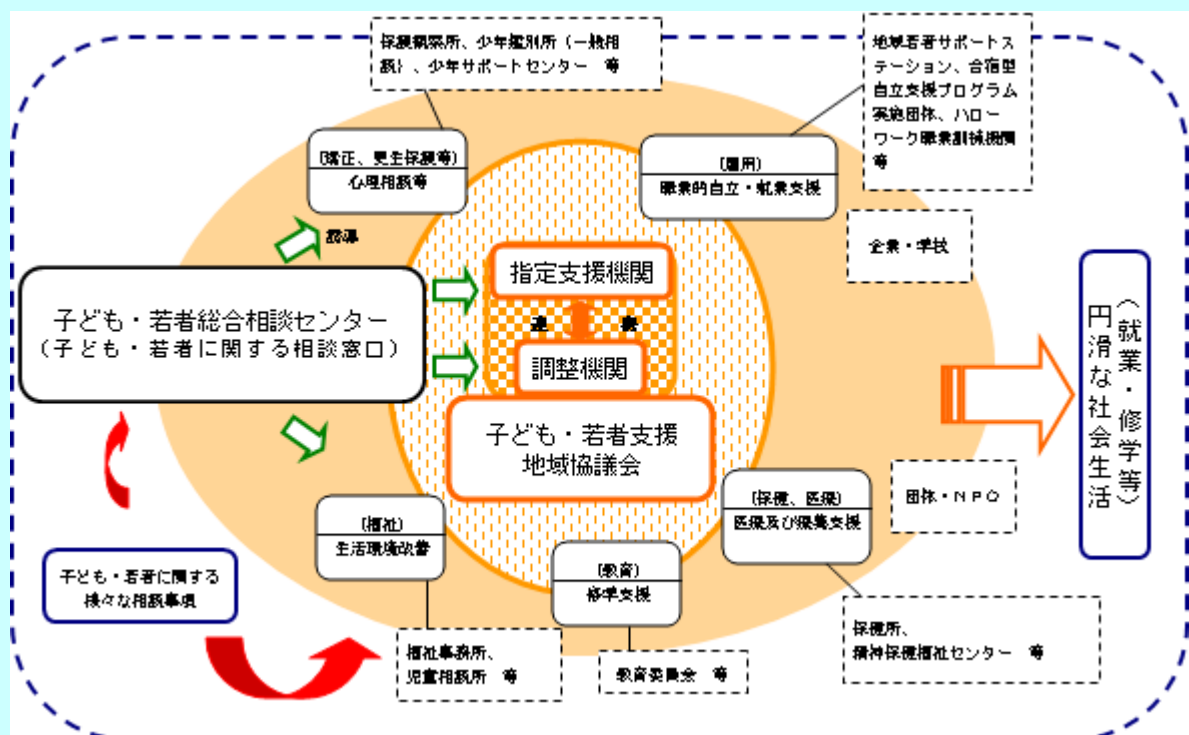 保護観察所、少年鑑別所（一般相
談）、少年サポートセンター　等
地域若者サポートス
テーション、合宿型
自立支援プログラム
実施団体、ハロー
ワーク職業訓練機関
等
(矯正、更生保護等)
心理相談等
(雇用)
職業的自立・就業支援
誘導
企業・学校
指定支援機関
連　携
調整機関
子ども・若者総合相談センター
（子ども・若者に関する相談窓口）
子ども・若者支援
地域協議会
（就業・修学等）
円滑な社会生活
(保健、医療)
医療及び療養支援
団体・ＮＰＯ
(福祉)
生活環境改善
(教育)
修学支援
子ども・若者に関する
様々な相談事項
福祉事務所、
児童相談所　等
教育委員会　等
保健所、
精神保健福祉センター　等